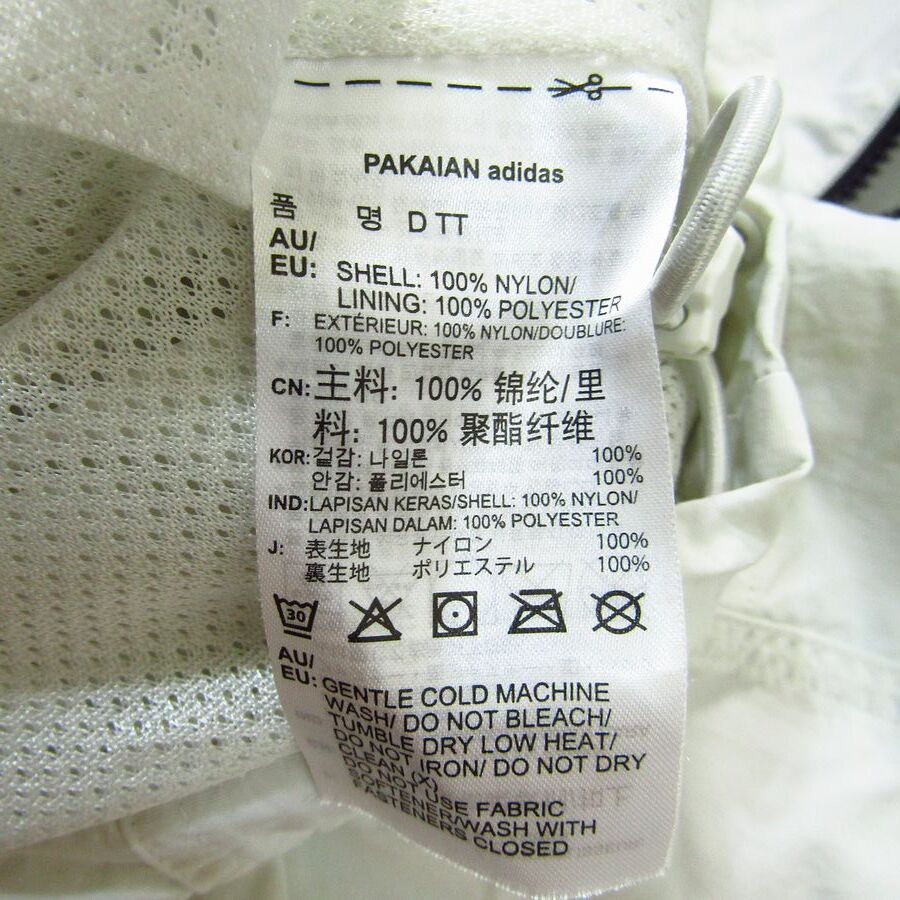 PAKAIAN adidas
품 명 D TT
AU/
EU: SHELL: 100% NYLON/
LINING: 100% POLYESTER
F: EXTÉRIEUR: 100% NYLON/DOUBLURE:
100% POLYESTER
CN: 主料: 100% 锦纶/里
料: 100% 聚酯纤维
KOR: 겉감: 나일론 100%
안감: 폴리에스터 100%
IND: LAPISAN KERAS/SHELL: 100% NYLON/
LAPISAN DALAM: 100% POLYESTER
J: 表生地 ナイロン 100%
裏生地 ポリエステル 100%
30
AU/
EU: GENTLE COLD MACHINE
WASH/ DO NOT BLEACH/
TUMBLE DRY LOW HEAT/
DO NOT IRON/ DO NOT DRY
CLEAN (X)
DO NOT USE FABRIC
SOFTENER/WASH WITH
FASTENERS CLOSED